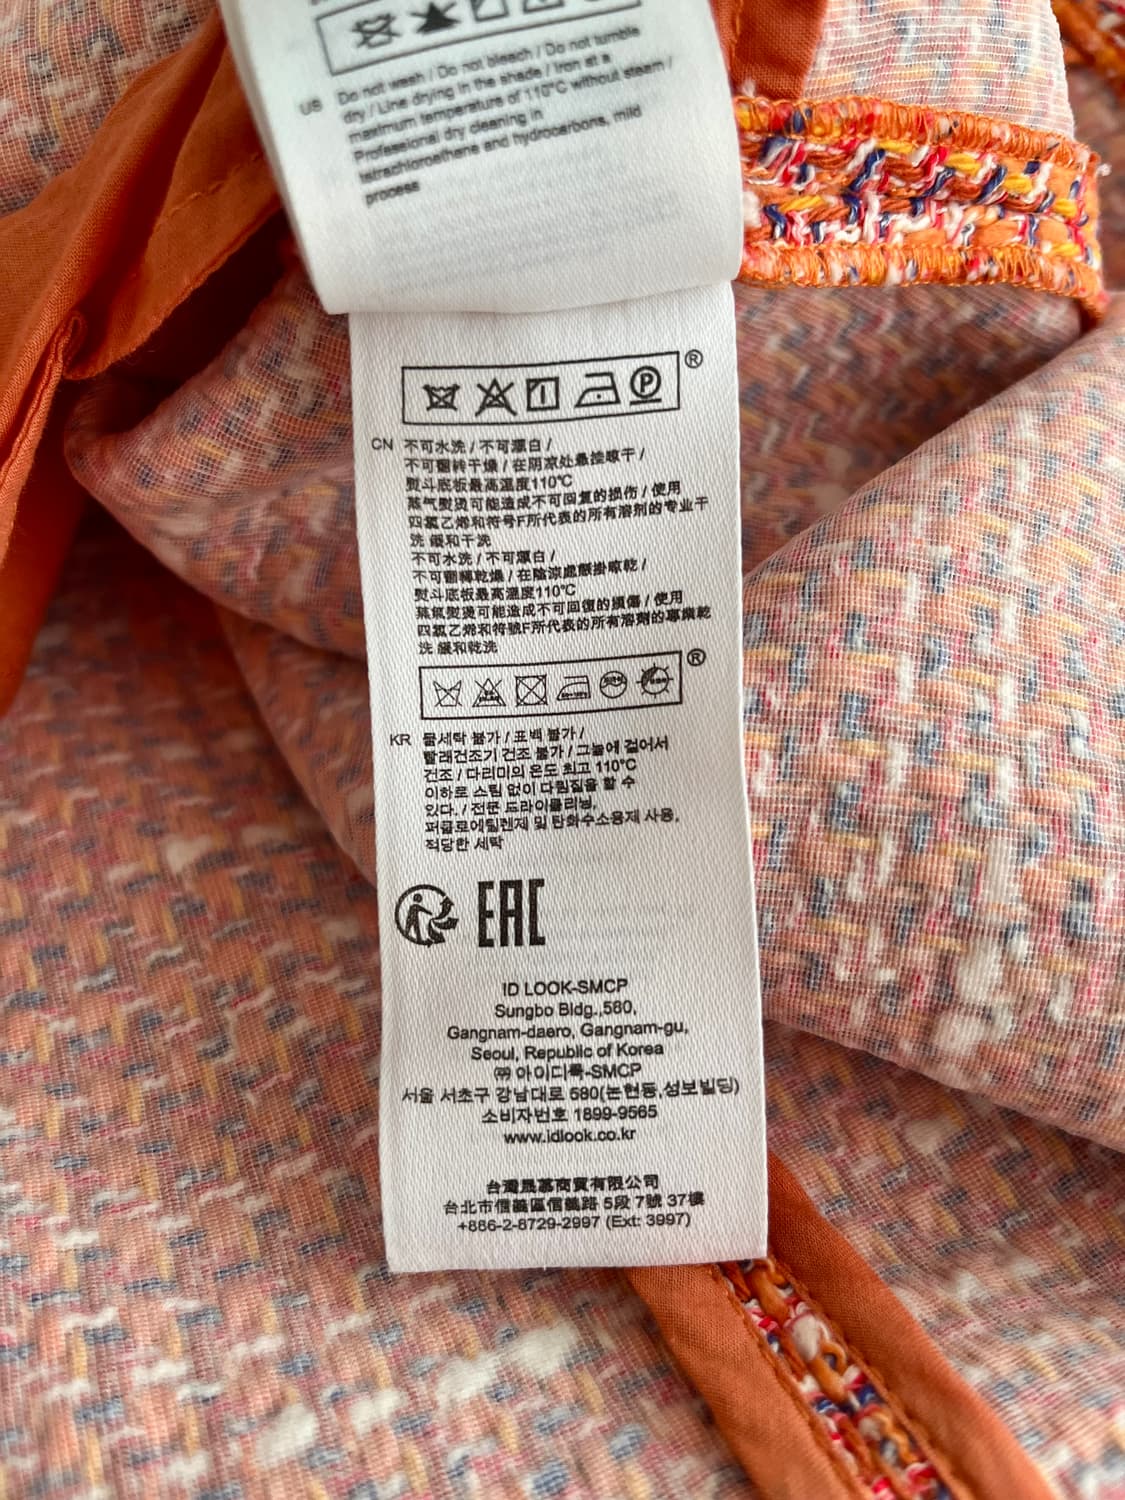 US Do not wash / Do not bleach / Do not tumble
dry / Line drying in the shade / Iron at a
maximum temperature of 110°C without steam /
Professional dry cleaning in
tetrachloroethene and hydrocarbons, mild
process
®
P
CN 不可水洗 / 不可漂白 /
不可翻转干燥 / 在阴凉处悬挂晾干 /
熨斗底板最高温度110°C
蒸气熨烫可能造成不可回复的损伤 / 使用
四氯乙烯和符号F所代表的所有溶剂的专业干
洗 缓和干洗
不可水洗 / 不可漂白 /
不可翻轉乾燥 / 在陰涼處懸掛晾乾 /
熨斗底板最高溫度110°C
蒸氣熨燙可能造成不可回復的損傷 / 使用
四氯乙烯和符號F所代表的所有溶劑的專業乾
洗 緩和乾洗
®
KR 물세탁 불가 / 표백 불가 /
빨래건조기 건조 불가 / 그늘에 걸어서
건조 / 다리미의 온도 최고 110°C
이하로 스팀 없이 다림질을 할 수
있다. / 전문 드라이클리닝,
퍼클로에틸렌제 및 탄화수소용제 사용,
적당한 세탁
EAC
ID LOOK-SMCP
Sungbo Bldg.,580,
Gangnam-daero, Gangnam-gu,
Seoul, Republic of Korea
㈜ 아이디룩-SMCP
서울 서초구 강남대로 580(논현동,성보빌딩)
소비자번호 1899-9565
www.idlook.co.kr
台灣晟慕商貿有限公司
台北市信義區信義路 5段 7號 37樓
+886-2-8729-2997 (Ext: 3997)